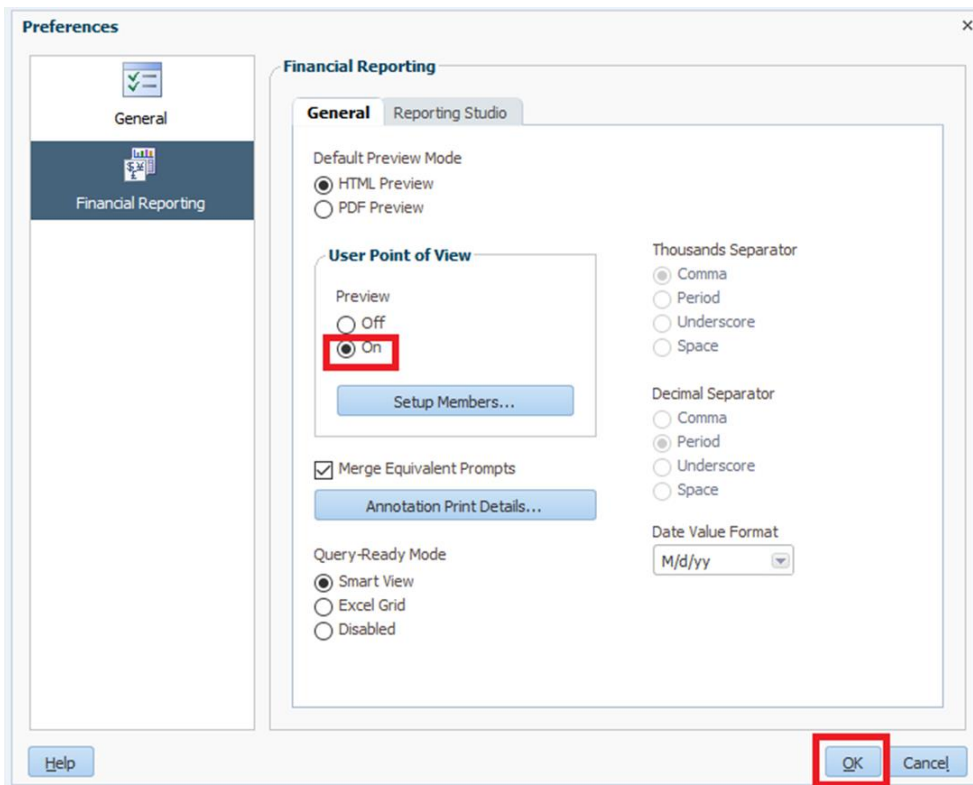 Preferences
×
General
Financial Reporting
Financial Reporting
General
Reporting Studio
Default Preview Mode
HTML Preview
PDF Preview
User Point of View
Preview
Off
On
Setup Members...
Merge Equivalent Prompts
Annotation Print Details...
Query-Ready Mode
Smart View
Excel Grid
Disabled
Thousands Separator
Comma
Period
Underscore
Space
Decimal Separator
Comma
Period
Underscore
Space
Date Value Format
M/d/yy
Help
OK
Cancel